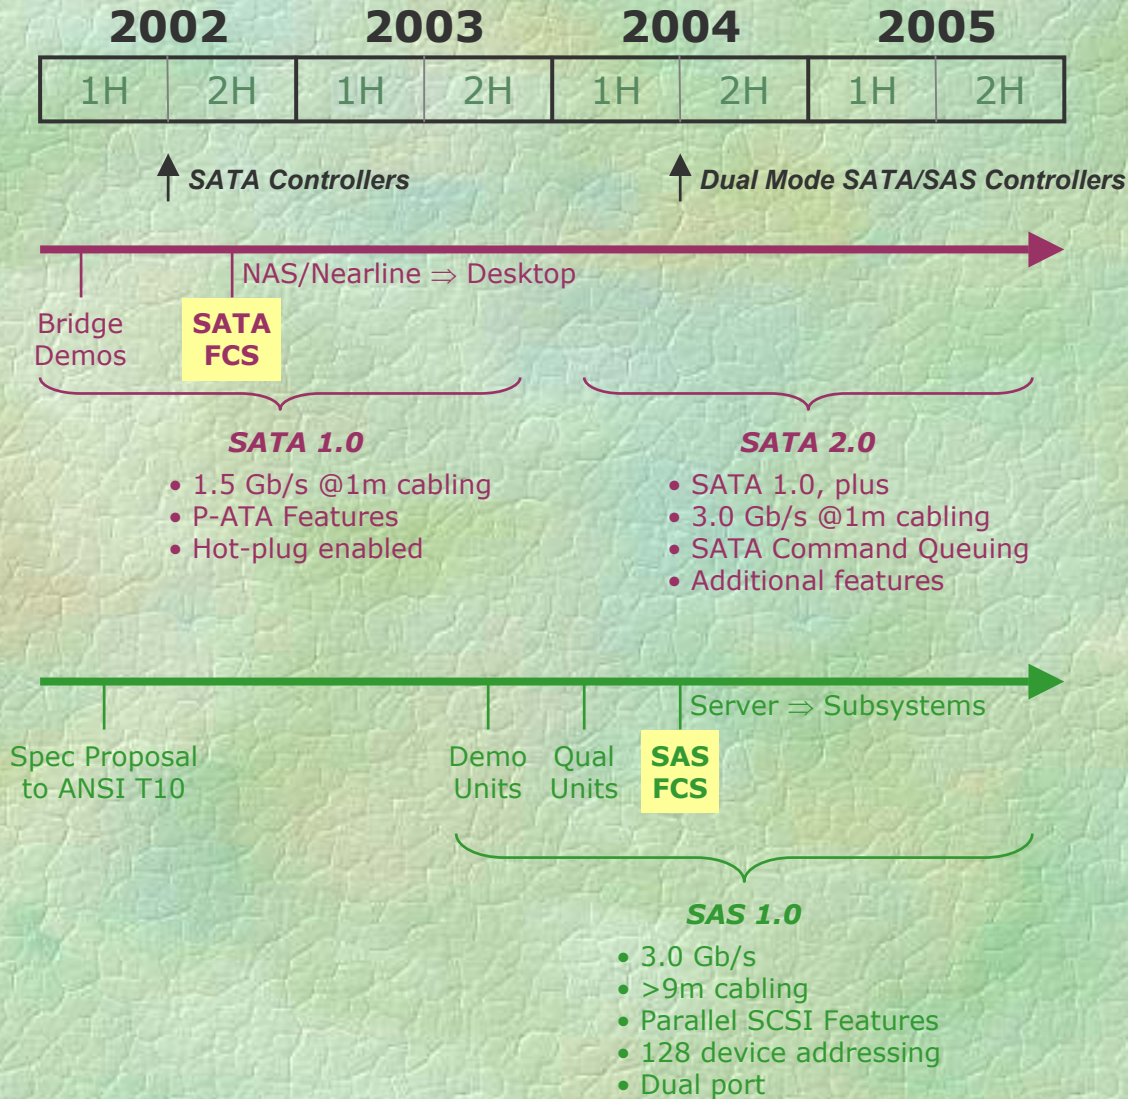 2002 2003 2004 2005
1H 2H 1H 2H 1H 2H 1H 2H
SATA Controllers
Dual Mode SATA/SAS Controllers
NAS/Nearline ⇒ Desktop
Bridge
Demos
SATA
FCS
SATA 1.0
• 1.5 Gb/s @1m cabling
• P-ATA Features
• Hot-plug enabled
SATA 2.0
• SATA 1.0, plus
• 3.0 Gb/s @1m cabling
• SATA Command Queuing
• Additional features
Server ⇒ Subsystems
Spec Proposal
to ANSI T10
Demo
Units
Qual
Units
SAS
FCS
SAS 1.0
• 3.0 Gb/s
• >9m cabling
• Parallel SCSI Features
• 128 device addressing
• Dual port